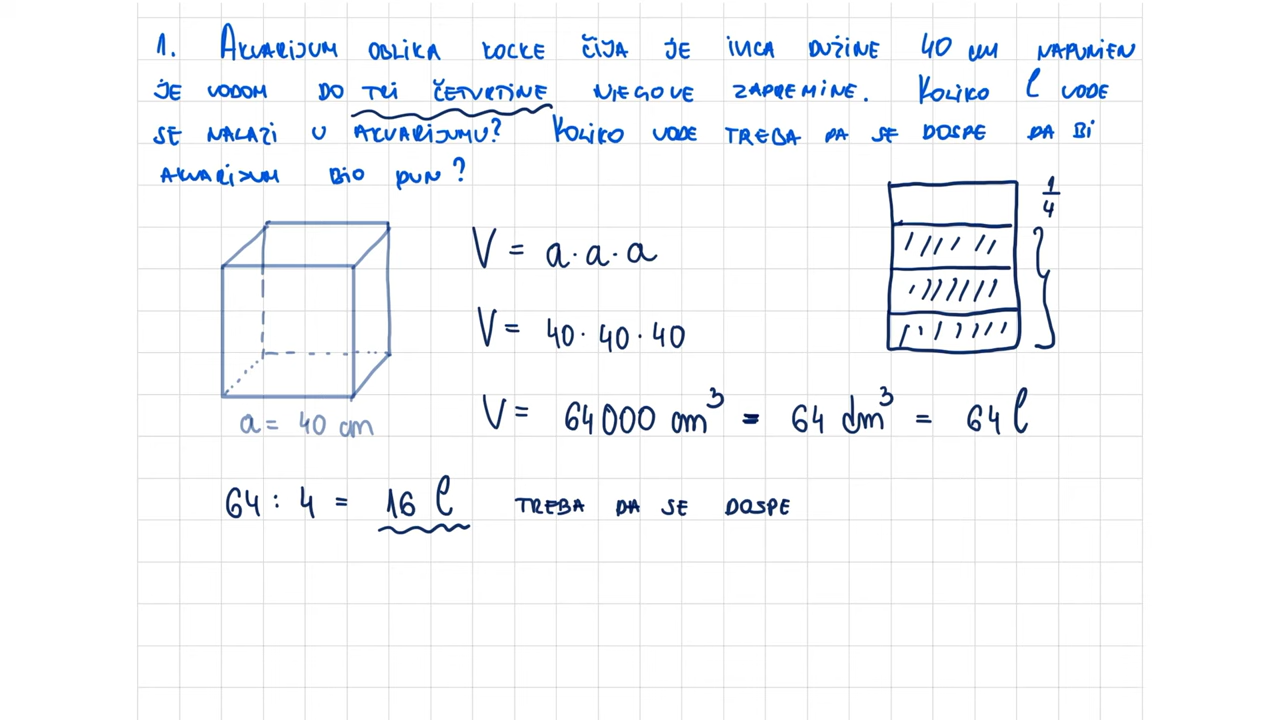 1. AKVARIJUM OBLIKA KOCKE ČIJA JE IVICA DUŽINE 40 cm NAPUNJEN
JE VODOM DO TRI ČETVRTINE NJEGOVE ZAPREMINE. KOLIKO l VODE
SE NALAZI U AKVARIJUMU? KOLIKO VODE TREBA DA SE DOSPE DA BI
AKVARIJUM BIO PUN?
1/4
V = a · a · a
V = 40 · 40 · 40
V = 64000 cm³ = 64 dm³ = 64 l
a = 40 cm
64 : 4 = 16 l TREBA DA SE DOSPE